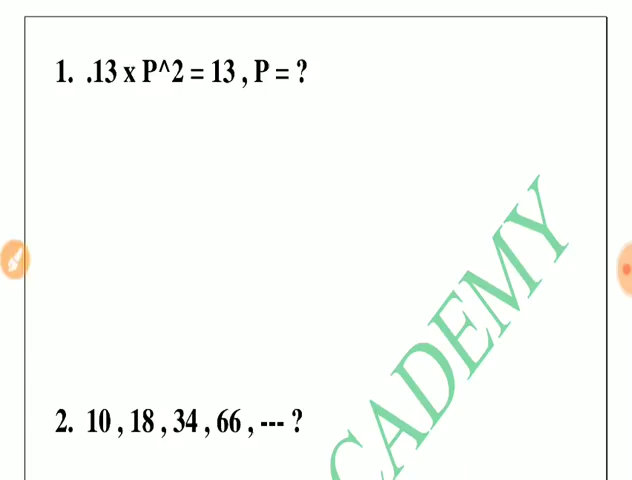 1. .13 x P^2 = 13 , P = ?
CADEMY
2. 10 , 18 , 34 , 66 , --- ?